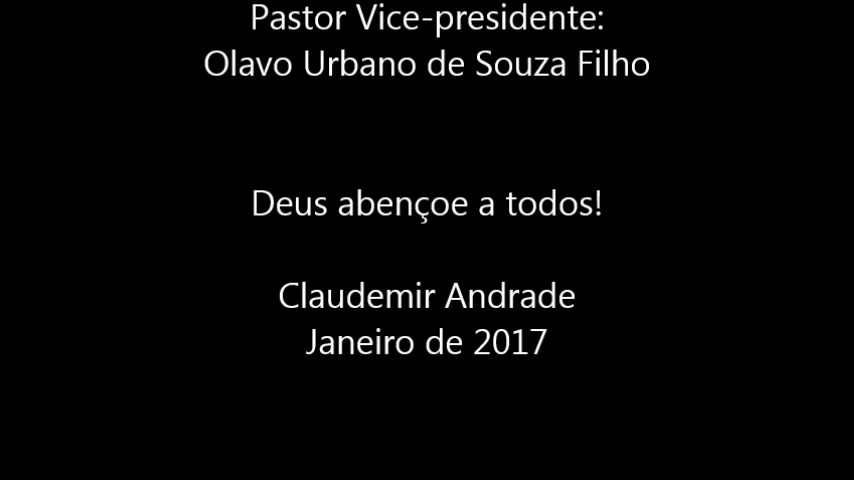 Pastor Vice-presidente:
Olavo Urbano de Souza Filho
Deus abençoe a todos!
Claudemir Andrade
Janeiro de 2017